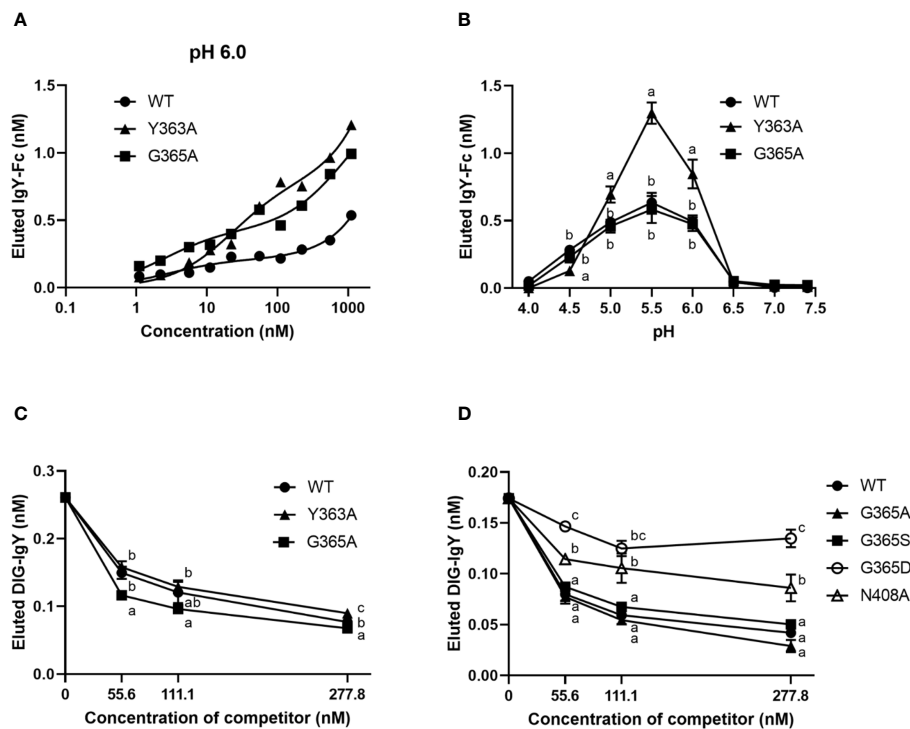 A
pH 6.0
Eluted IgY-Fc (nM)
1.5
1.0
0.5
0.0
0.1 1 10 100 1000
Concentration (nM)
WT
Y363A
G365A
B
Eluted IgY-Fc (nM)
1.5
1.0
0.5
0.0
4.0 4.5 5.0 5.5 6.0 6.5 7.0 7.5
pH
WT
Y363A
G365A
a
a
a
b
b
b
b
b
a
b
b
b
C
Eluted DIG-IgY (nM)
0.3
0.2
0.1
0.0
0 55.6 111.1 277.8
Concentration of competitor (nM)
WT
Y363A
G365A
b
b
a
b
ab
a
c
b
a
D
Eluted DIG-IgY (nM)
0.20
0.15
0.10
0.05
0.00
0 55.6 111.1 277.8
Concentration of competitor (nM)
WT
G365A
G365S
G365D
N408A
c
b
a
a
a
bc
b
a
a
a
c
b
a
a
a